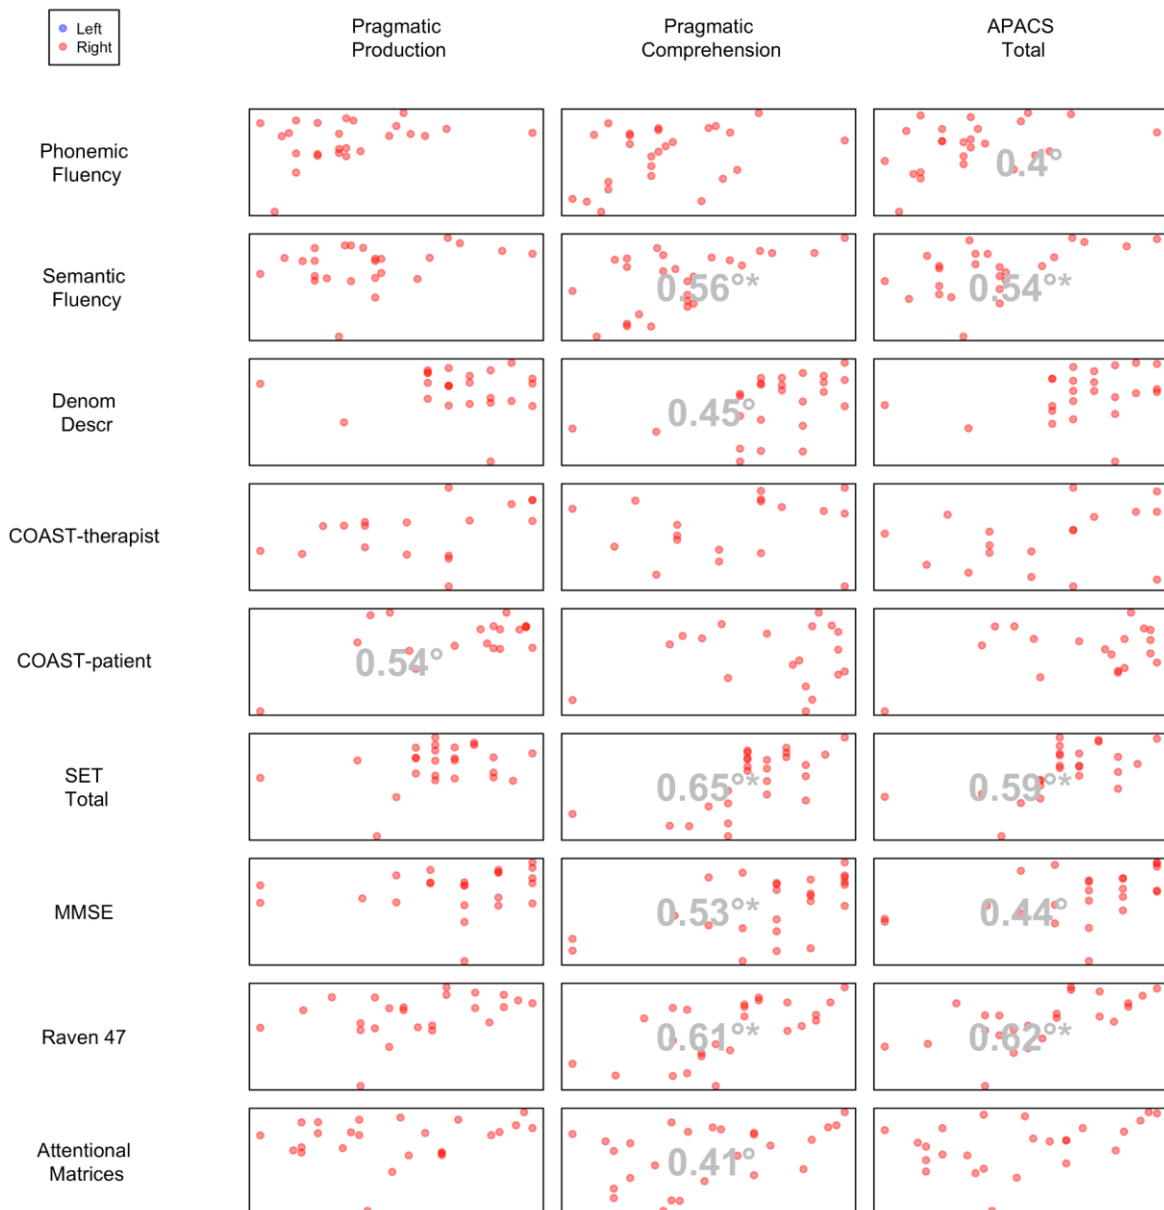 Left
Right
Pragmatic Production
Pragmatic Comprehension
APACS Total
Phonemic Fluency
0.4°
Semantic Fluency
0.56°*
0.54°*
Denom Descr
0.45°
COAST-therapist
COAST-patient
0.54°
SET Total
0.65°*
0.59°*
MMSE
0.53°*
0.44°
Raven 47
0.61°*
0.62°*
Attentional Matrices
0.41°